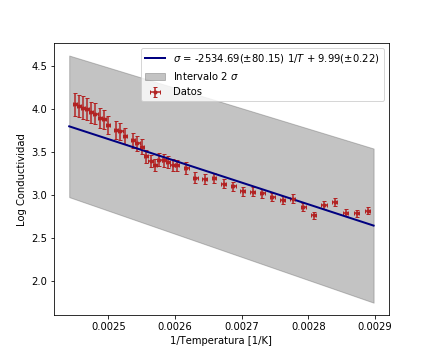 σ = -2534.69(±80.15) 1/T + 9.99(±0.22)
Intervalo 2 σ
Datos
4.5
4.0
3.5
3.0
2.5
2.0
Log Conductividad
0.0025
0.0026
0.0027
0.0028
0.0029
1/Temperatura [1/K]